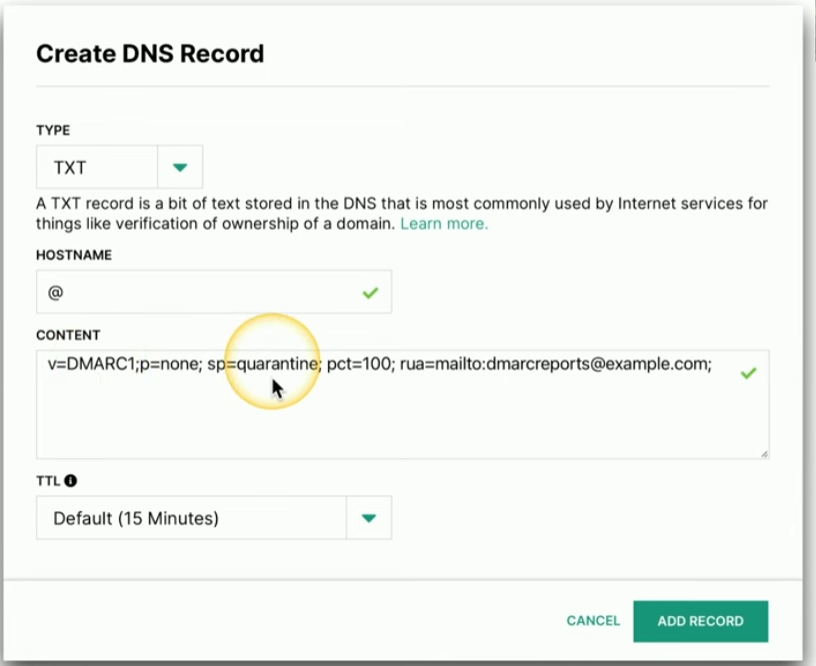 Create DNS Record
TYPE
TXT
A TXT record is a bit of text stored in the DNS that is most commonly used by Internet services for
things like verification of ownership of a domain. Learn more.
HOSTNAME
@
CONTENT
v=DMARC1;p=none; sp=quarantine; pct=100; rua=mailto:dmarcreports@example.com;
TTL
Default (15 Minutes)
CANCEL
ADD RECORD